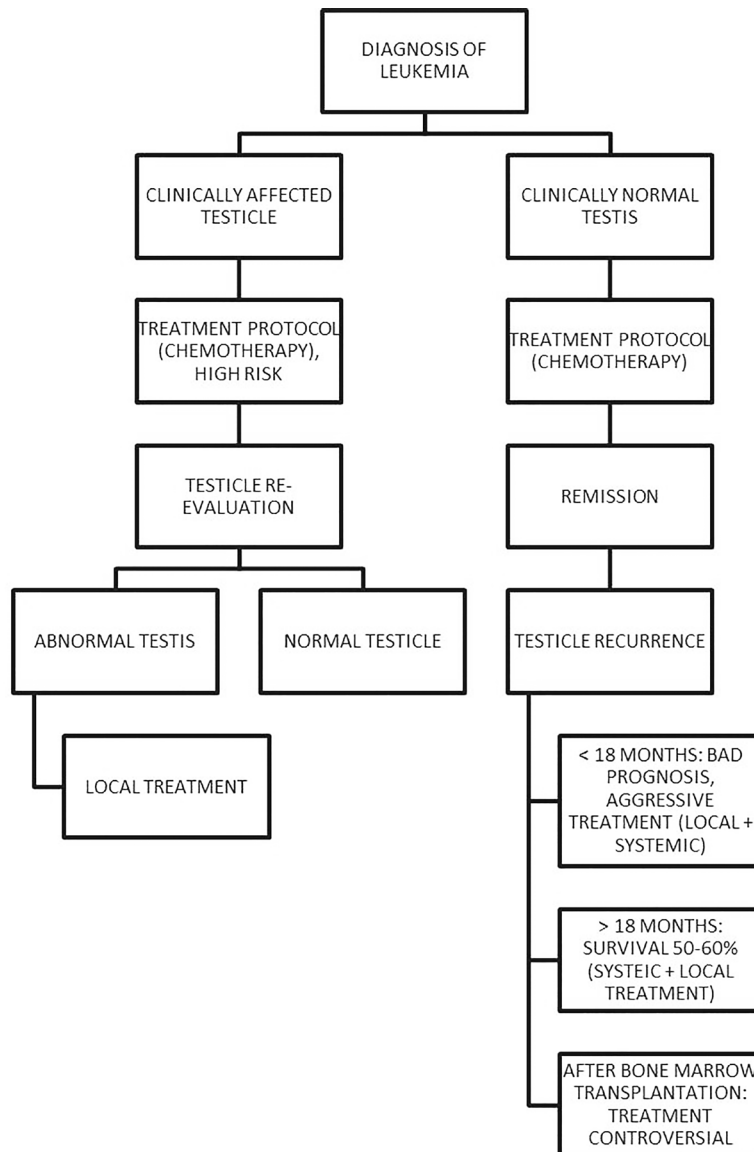 DIAGNOSIS OF
LEUKEMIA
CLINICALLY AFFECTED
TESTICLE
CLINICALLY NORMAL
TESTIS
TREATMENT PROTOCOL
(CHEMOTHERAPY),
HIGH RISK
TREATMENT PROTOCOL
(CHEMOTHERAPY)
TESTICLE RE-
EVALUATION
REMISSION
ABNORMAL TESTIS
NORMAL TESTICLE
TESTICLE RECURRENCE
LOCAL TREATMENT
< 18 MONTHS: BAD
PROGNOSIS,
AGGRESSIVE
TREATMENT (LOCAL +
SYSTEMIC)
> 18 MONTHS:
SURVIVAL 50-60%
(SYSTEIC + LOCAL
TREATMENT)
AFTER BONE MARROW
TRANSPLANTATION:
TREATMENT
CONTROVERSIAL